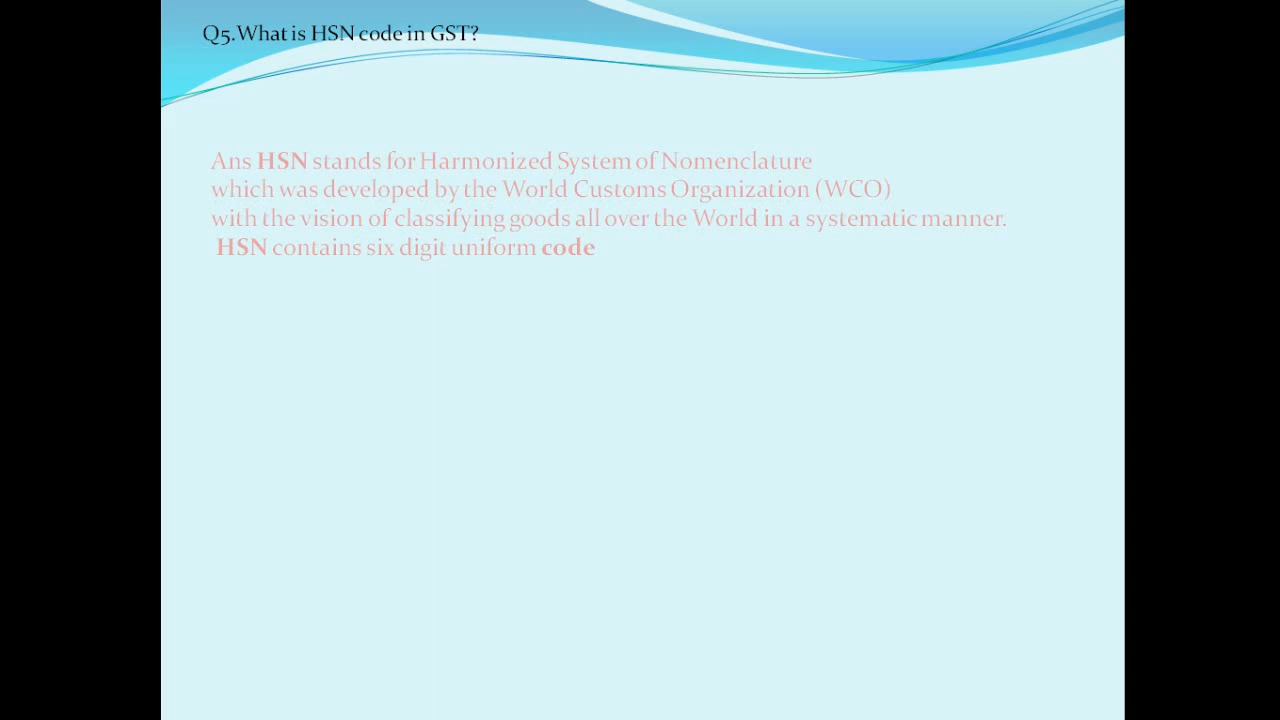 Q5.What is HSN code in GST?
Ans HSN stands for Harmonized System of Nomenclature
which was developed by the World Customs Organization (WCO)
with the vision of classifying goods all over the World in a systematic manner.
HSN contains six digit uniform code